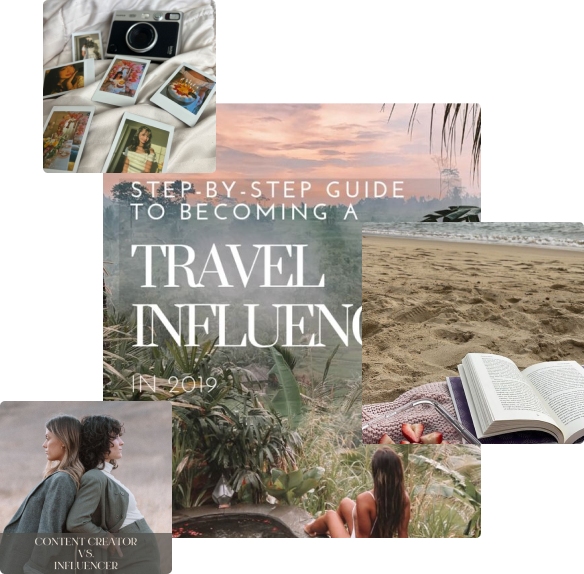 STEP-BY-STEP GUIDE
TO BECOMING A
TRAVEL
INFLUENC
IN 2019
CONTENT CREATOR
VS.
INFLUENCER